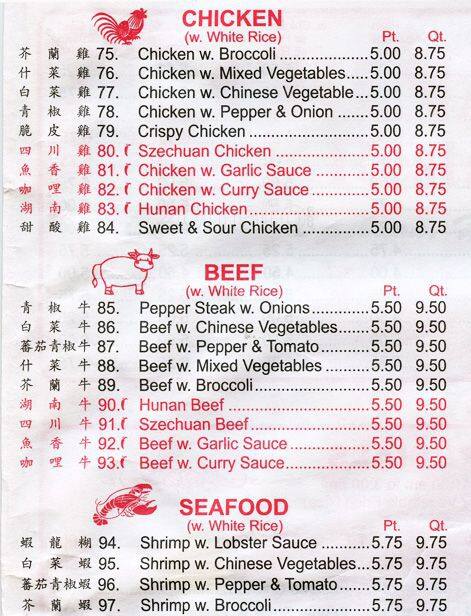 CHICKEN
(w. White Rice) Pt. Qt.
芥蘭雞 75. Chicken w. Broccoli ..................... 5.00 8.75
什菜雞 76. Chicken w. Mixed Vegetables..... 5.00 8.75
白菜雞 77. Chicken w. Chinese Vegetable... 5.00 8.75
青椒雞 78. Chicken w. Pepper & Onion ....... 5.00 8.75
脆皮雞 79. Crispy Chicken ........................... 5.00 8.75
四川雞 80. Szechuan Chicken ...................... 5.00 8.75
魚香雞 81. Chicken w. Garlic Sauce ............ 5.00 8.75
咖哩雞 82. Chicken w. Curry Sauce ............. 5.00 8.75
湖南雞 83. Hunan Chicken........................... 5.00 8.75
甜酸雞 84. Sweet & Sour Chicken ............... 5.00 8.75
BEEF
(w. White Rice) Pt. Qt.
青椒牛 85. Pepper Steak w. Onions............. 5.50 9.50
白菜牛 86. Beef w. Chinese Vegetables....... 5.50 9.50
蕃茄青椒牛 87. Beef w. Pepper & Tomato.......... 5.50 9.50
什菜牛 88. Beef w. Mixed Vegetables .......... 5.50 9.50
芥蘭牛 89. Beef w. Broccoli......................... 5.50 9.50
湖南牛 90. Hunan Beef ............................... 5.50 9.50
四川牛 91. Szechuan Beef.......................... 5.50 9.50
魚香牛 92. Beef w. Garlic Sauce................. 5.50 9.50
咖哩牛 93. Beef w. Curry Sauce.................. 5.50 9.50
SEAFOOD
(w. White Rice) Pt. Qt.
蝦龍糊 94. Shrimp w. Lobster Sauce ........... 5.75 9.75
白菜蝦 95. Shrimp w. Chinese Vegetables... 5.75 9.75
蕃茄青椒蝦 96. Shrimp w. Pepper & Tomato....... 5.75 9.75
芥蘭蝦 97. Shrimp w. Broccoli...................... 5.75 9.75